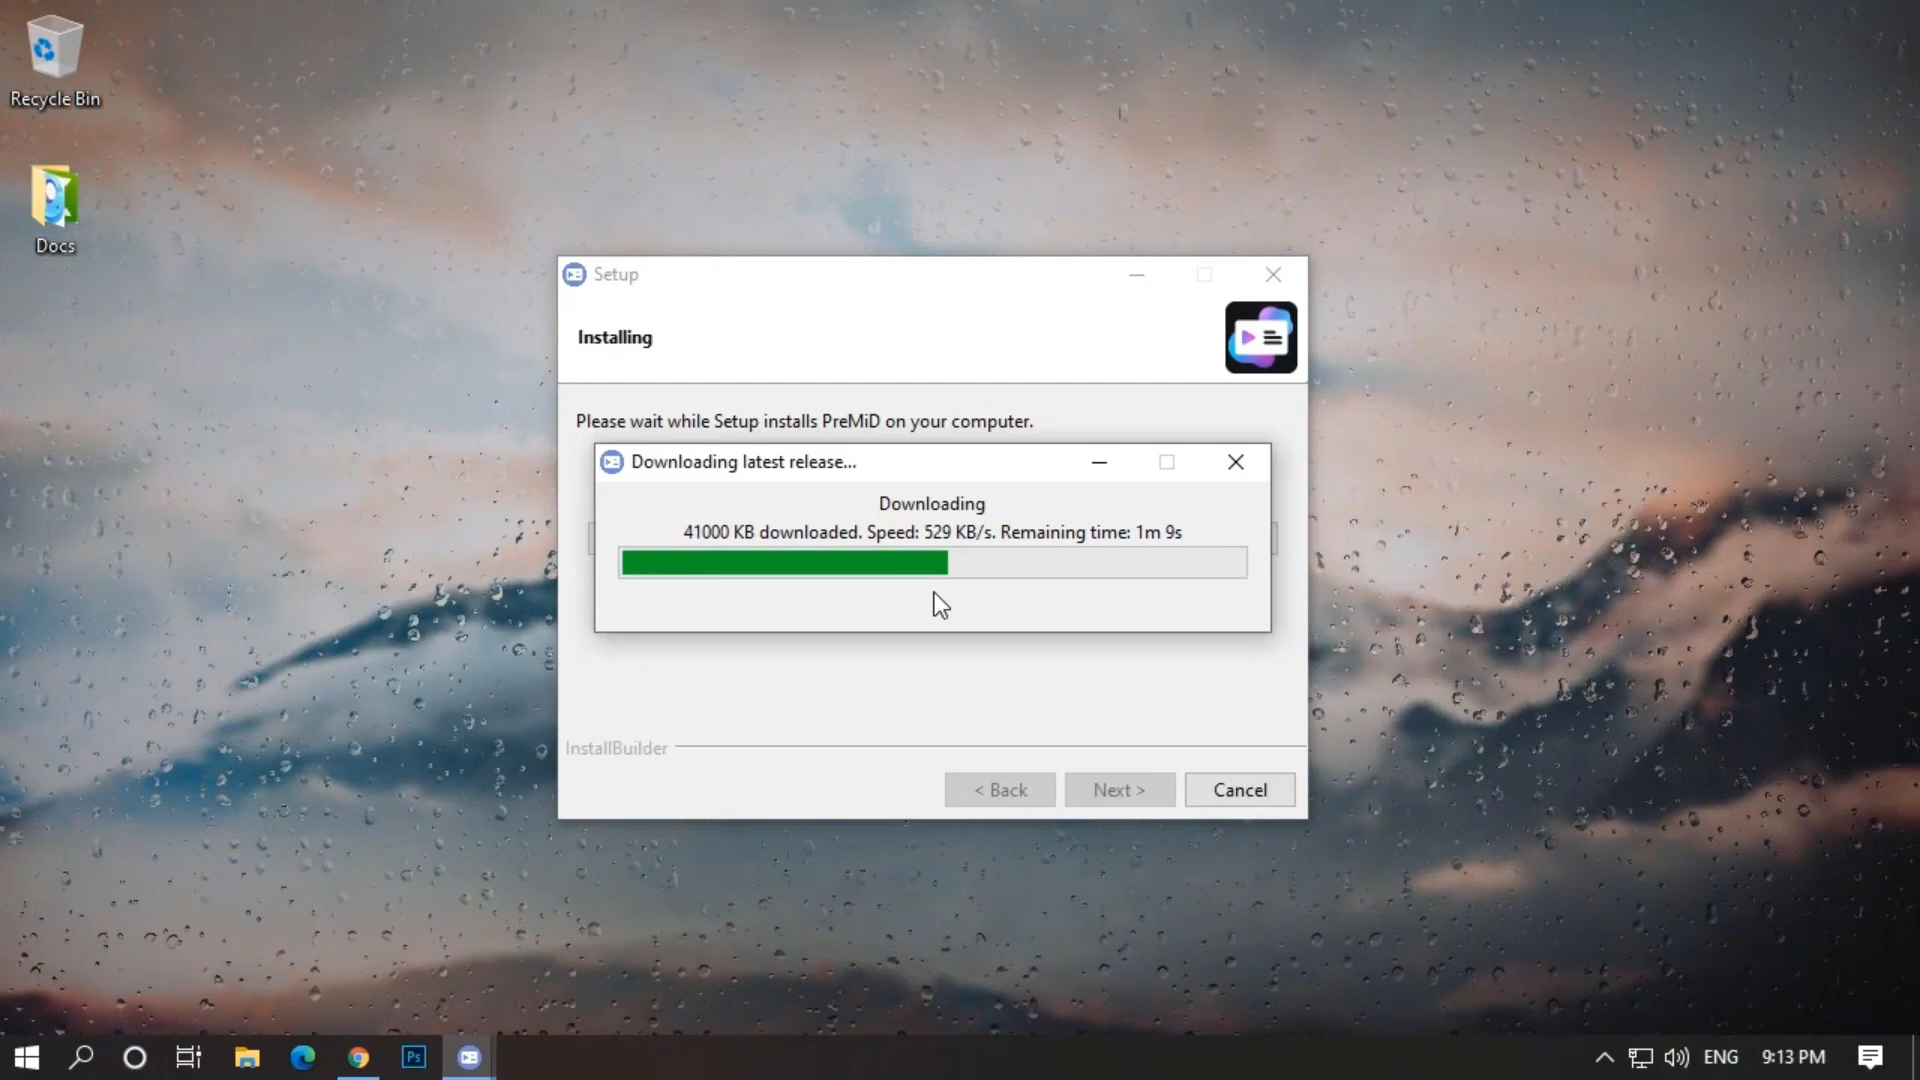 Recycle Bin
Docs
Setup
Installing
Please wait while Setup installs PreMiD on your computer.
Downloading latest release...
Downloading
41000 KB downloaded. Speed: 529 KB/s. Remaining time: 1m 9s
InstallBuilder
< Back
Next >
Cancel
Ps
ENG
9:13 PM